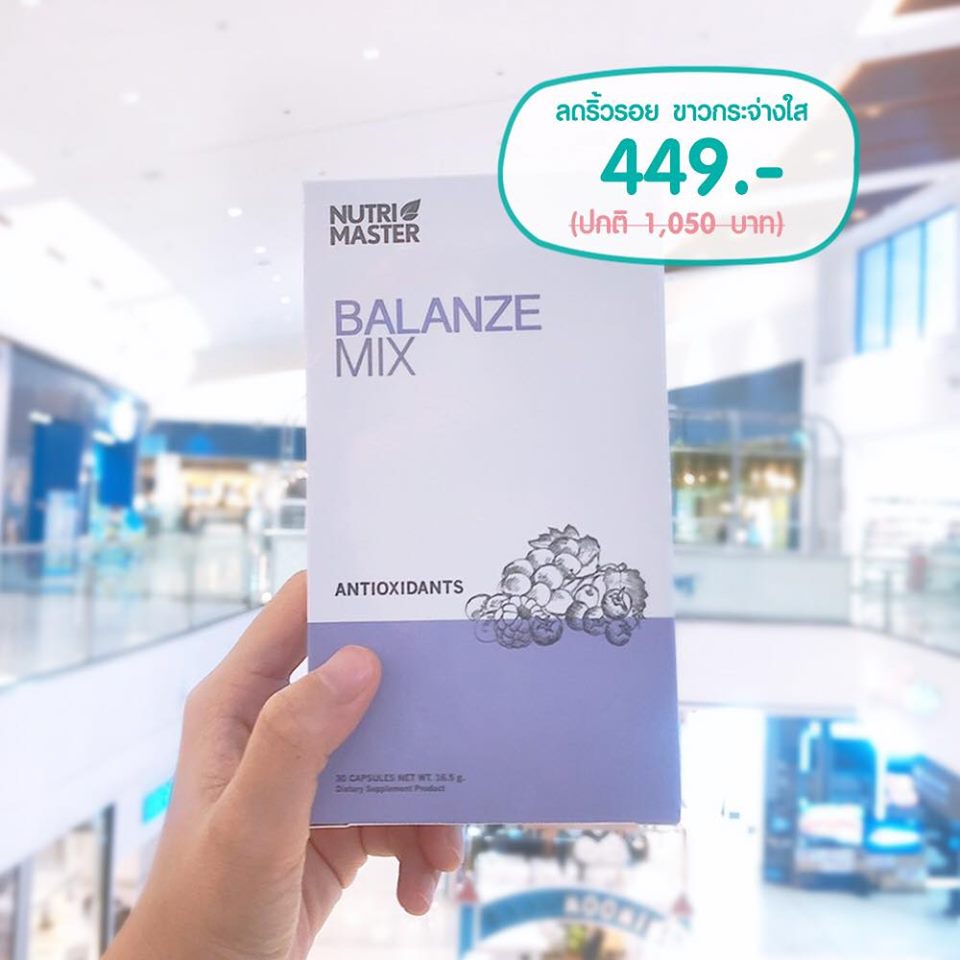 ลดริ้วรอย ขาวกระจ่างใส
449.-
(ปกติ 1,050 บาท)
NUTRI
MASTER
BALANZE
MIX
ANTIOXIDANTS
30 CAPSULES NET WT. 16.5 g.
Dietary Supplement Product